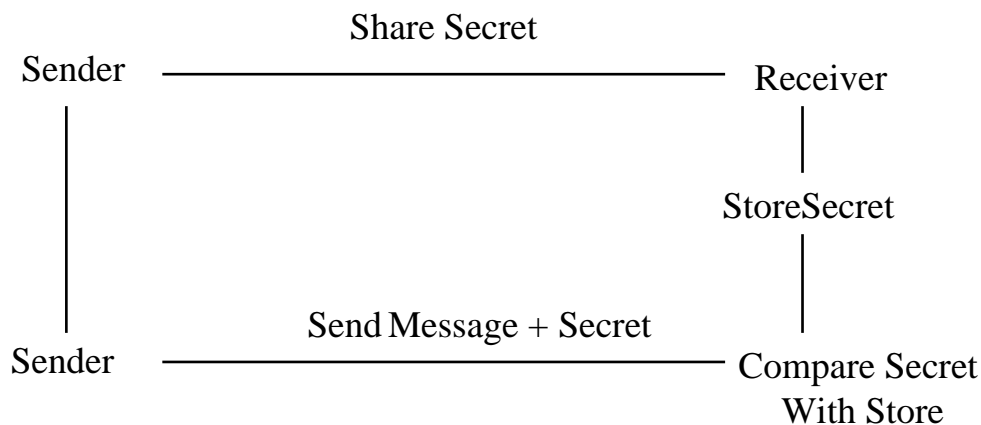 Share Secret
Sender
Receiver
StoreSecret
Send Message + Secret
Sender
Compare Secret
With Store